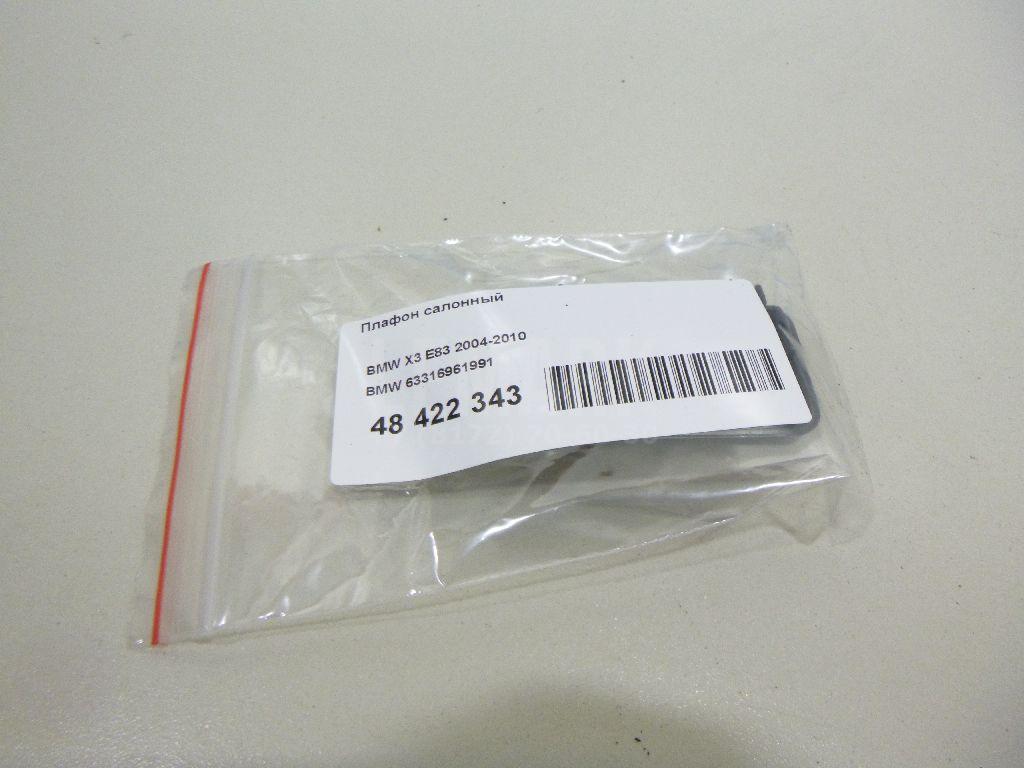 Плафон салонный
BMW X3 E83 2004-2010
BMW 63316961991
48 422 343